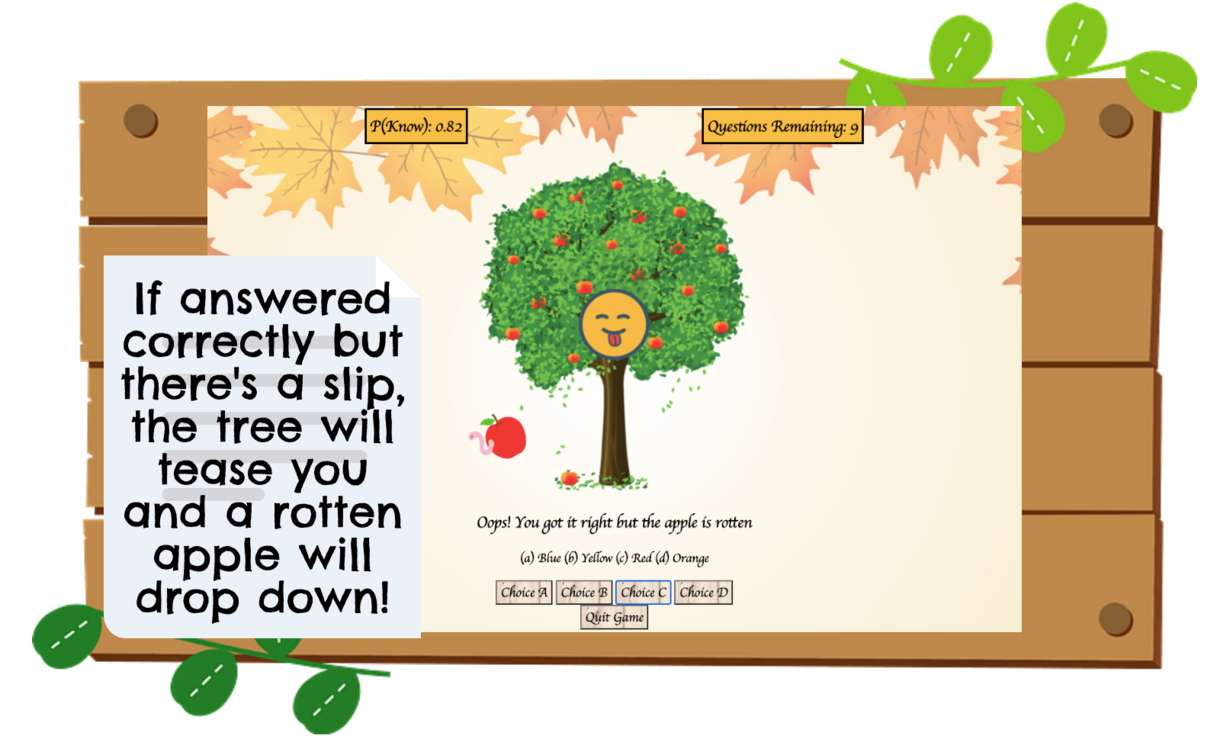 P(Know): 0.82
Questions Remaining: 9
If answered
correctly but
there's a slip,
the tree will
tease you
and a rotten
apple will
drop down!
Oops! You got it right but the apple is rotten
(a) Blue (b) Yellow (c) Red (d) Orange
Choice A Choice B Choice C Choice D
Quit Game